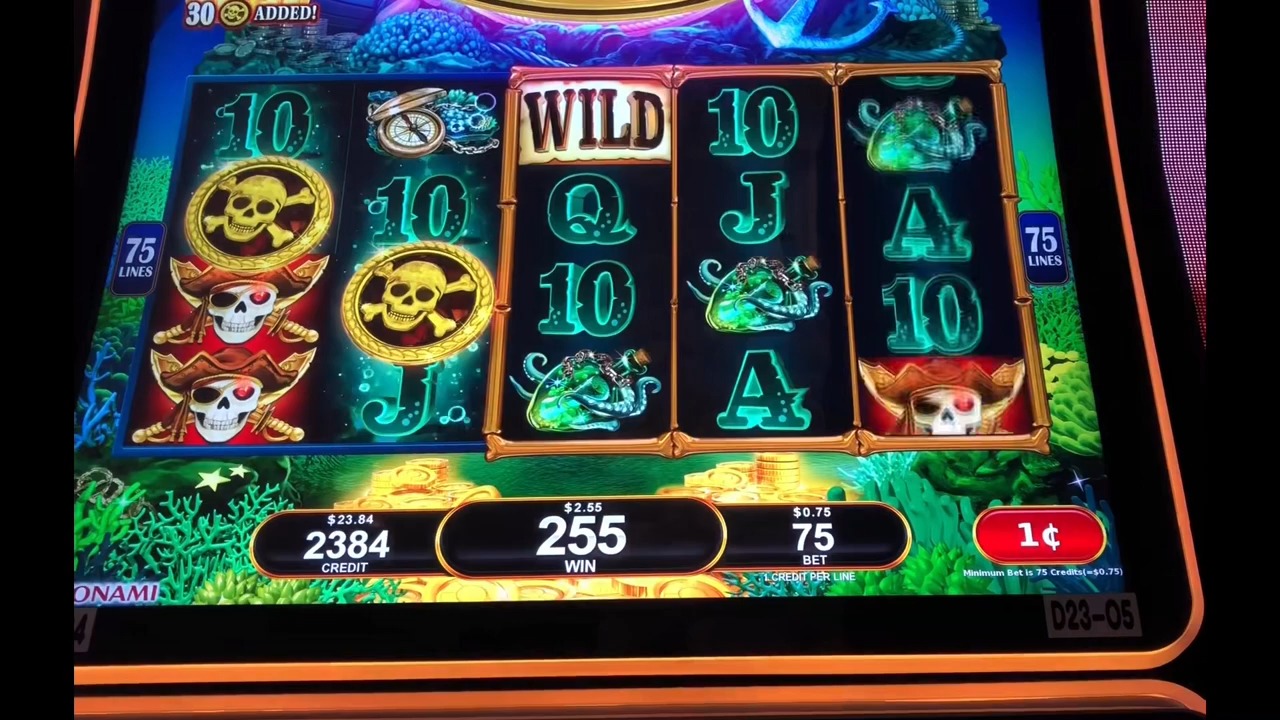 30 ADDED!
10 WILD 10
10 Q J A
75 LINES 75 LINES
10 10
J A
$23.84 $2.55 $0.75
2384 255 75 1¢
CREDIT WIN BET
1 CREDIT PER LINE Minimum Bet is 75 Credits(=$0.75)
ONAMI
4 D23-05